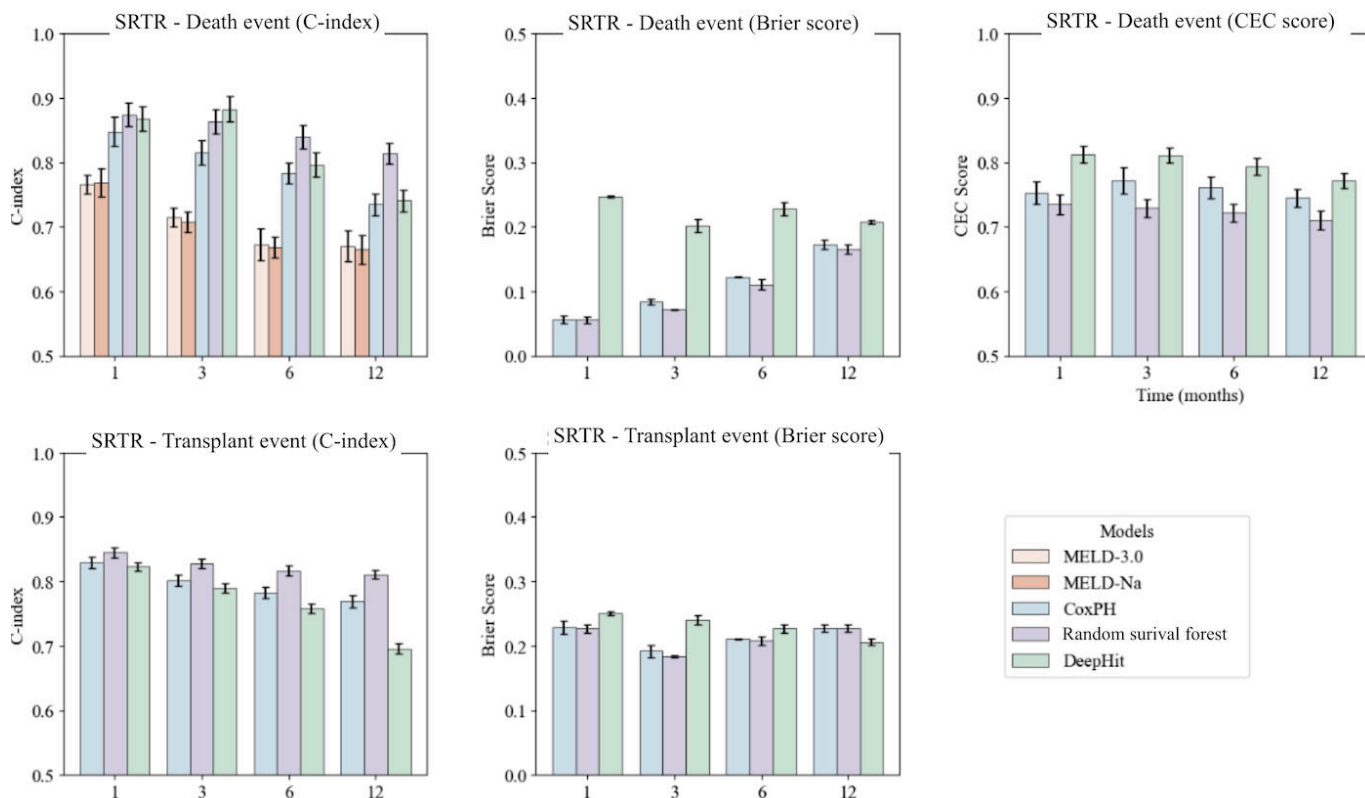 SRTR - Death event (C-index)
1.0
0.9
0.8
0.7
0.6
0.5
C-index
1 3 6 12
SRTR - Death event (Brier score)
0.5
0.4
0.3
0.2
0.1
0.0
Brier Score
1 3 6 12
SRTR - Death event (CEC score)
1.0
0.9
0.8
0.7
0.6
0.5
CEC Score
1 3 6 12
Time (months)
SRTR - Transplant event (C-index)
1.0
0.9
0.8
0.7
0.6
0.5
C-index
1 3 6 12
SRTR - Transplant event (Brier score)
0.5
0.4
0.3
0.2
0.1
0.0
Brier Score
1 3 6 12
Models
MELD-3.0
MELD-Na
CoxPH
Random surival forest
DeepHit